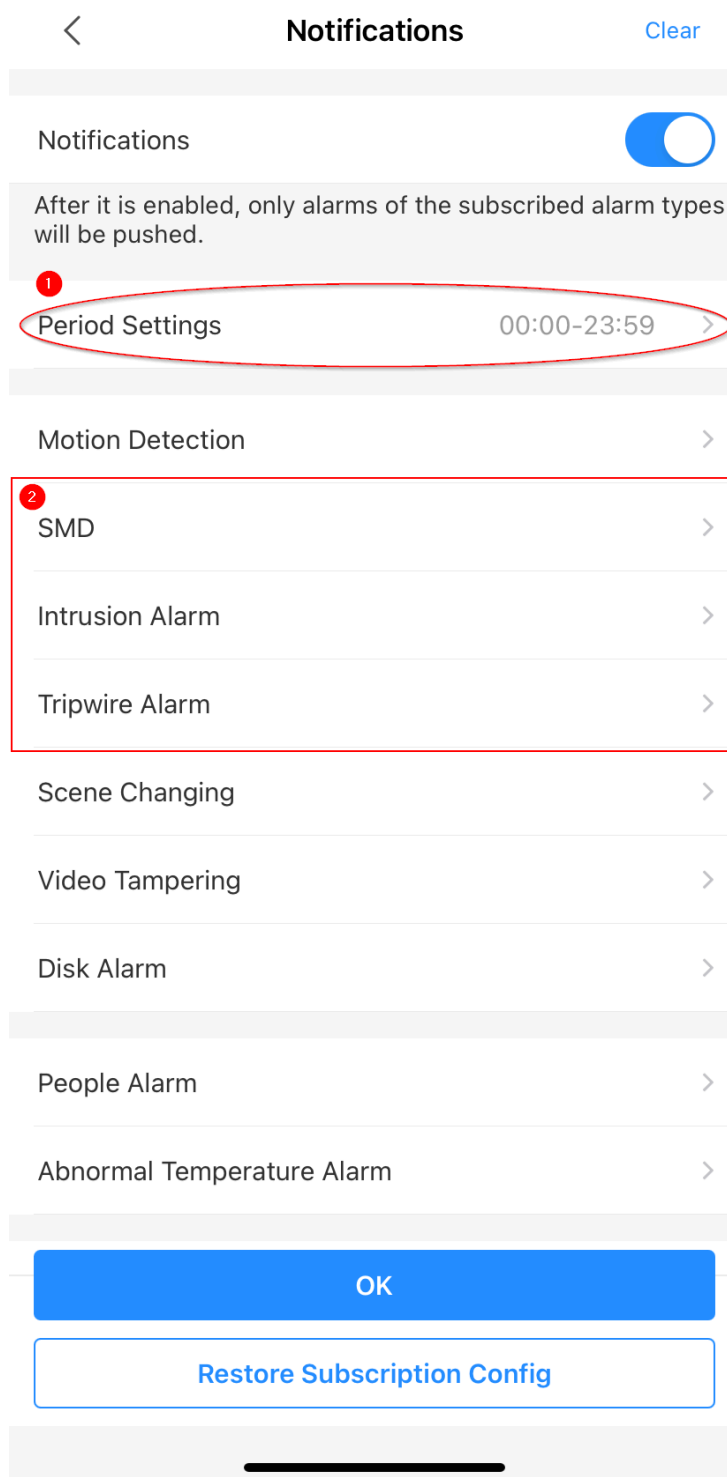 Notifications
Clear
Notifications
After it is enabled, only alarms of the subscribed alarm types
will be pushed.
1
Period Settings 00:00-23:59
Motion Detection
2
SMD
Intrusion Alarm
Tripwire Alarm
Scene Changing
Video Tampering
Disk Alarm
People Alarm
Abnormal Temperature Alarm
OK
Restore Subscription Config